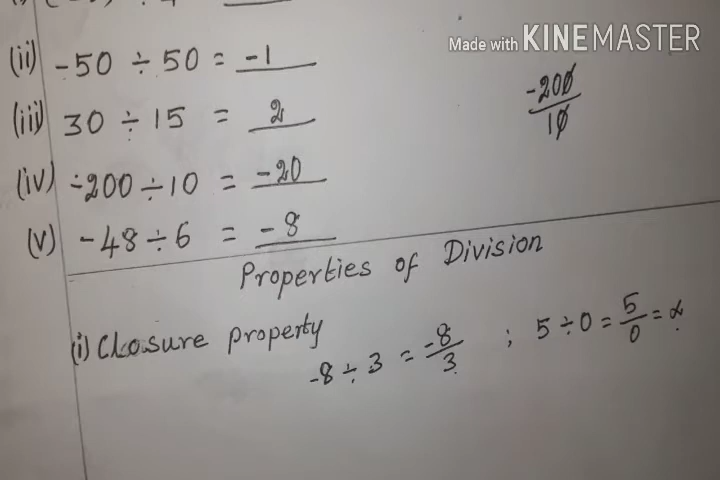 Made with KINEMASTER
(ii) -50 ÷ 50 = -1
(iii) 30 ÷ 15 = 2
-200
10
(iv) -200 ÷ 10 = -20
(v) -48 ÷ 6 = -8
Properties of Division
(i) Closure property
-8 ÷ 3 = -8/3 ; 5 ÷ 0 = 5/0 = ∝